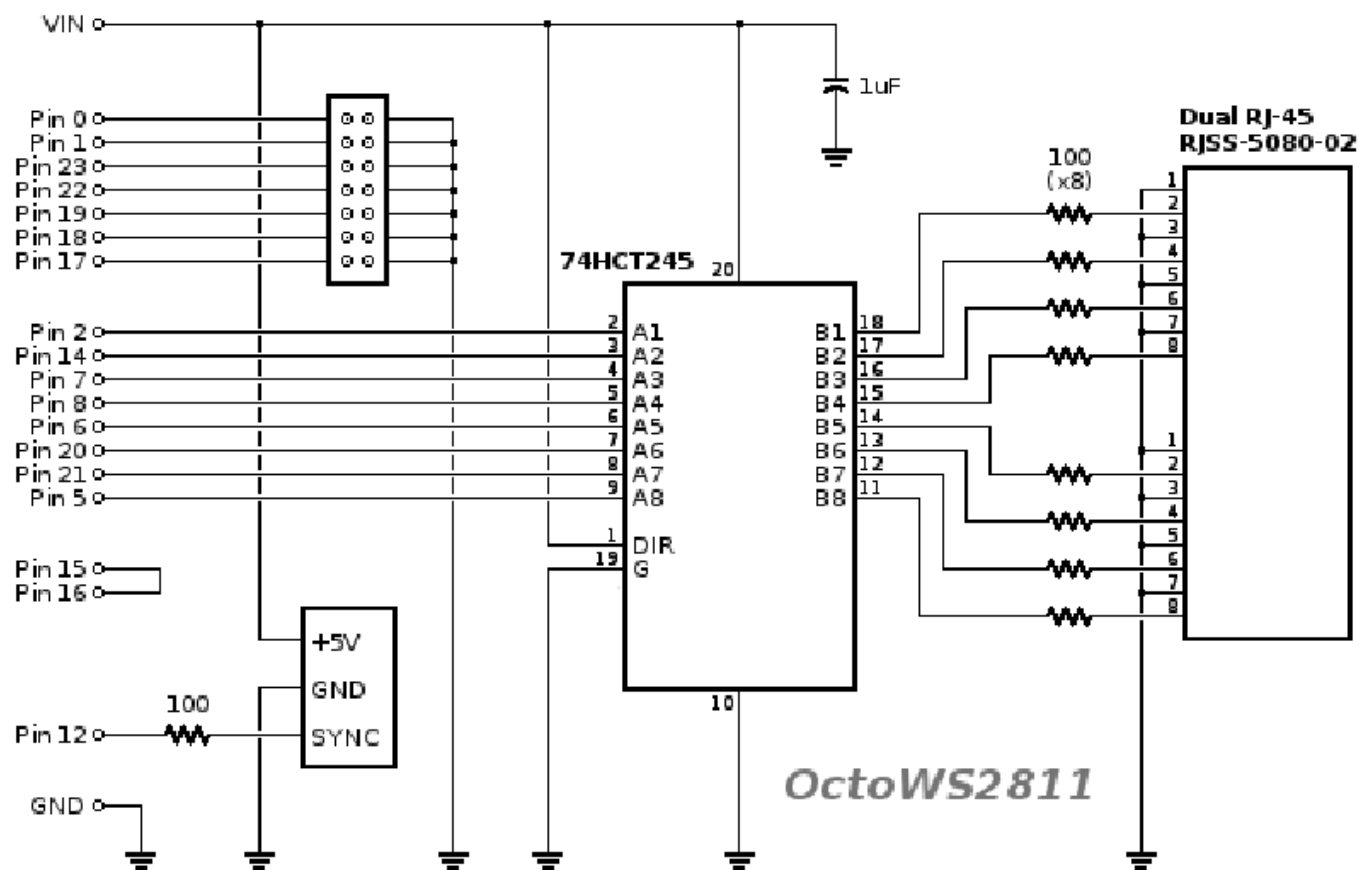 VIN
1uF
Pin 0
Pin 1
Pin 23
Pin 22
Pin 19
Pin 18
Pin 17
Dual RJ-45
RJSS-5080-02
100
(x8)
1
2
3
4
5
6
7
8
74HCT245
20
Pin 2
Pin 14
Pin 7
Pin 8
Pin 6
Pin 20
Pin 21
Pin 5
2
3
4
5
6
7
8
9
A1
A2
A3
A4
A5
A6
A7
A8
B1
B2
B3
B4
B5
B6
B7
B8
18
17
16
15
14
13
12
11
1
2
3
4
5
6
7
8
1 DIR
19 G
10
Pin 15
Pin 16
+5V
GND
SYNC
100
Pin 12
GND
OctoWS2811